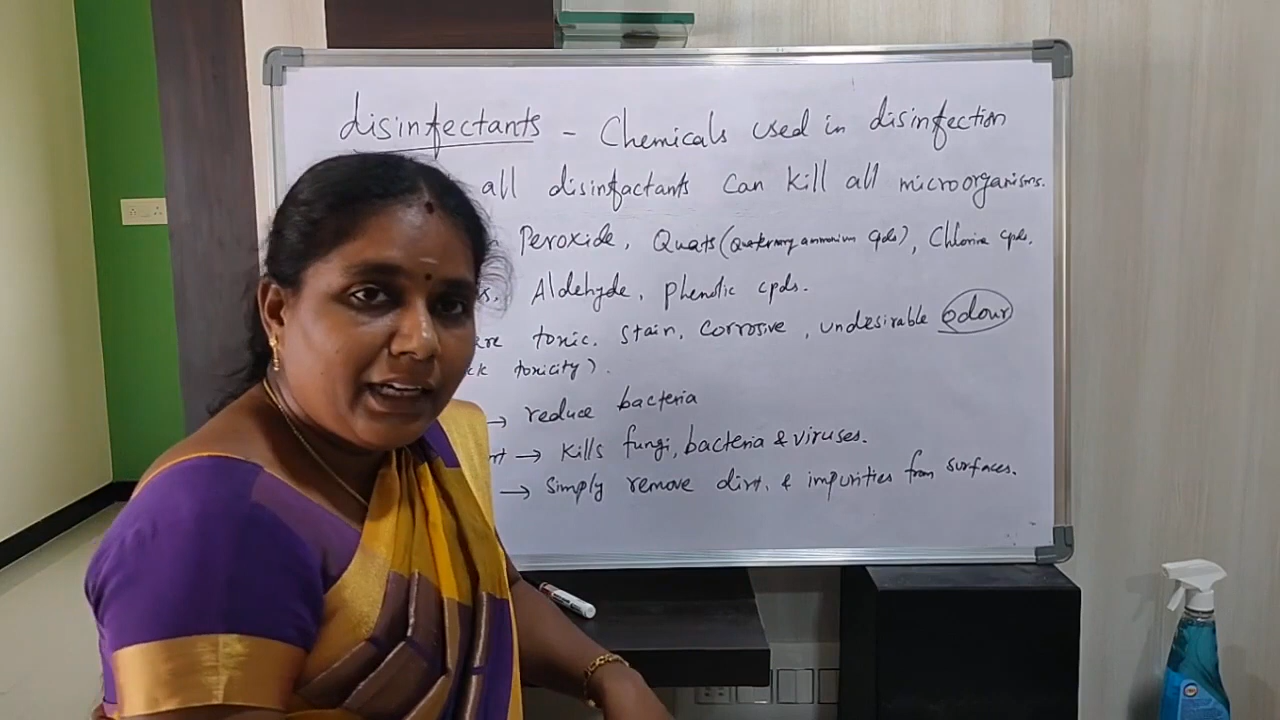 disinfectants - Chemicals used in disinfection
all disinfactants Can Kill all microorganisms.
Peroxide, Quats (Quaternary ammonium Cpds), Chlorine cpds.
Aldehyde, phenolic cpds.
toxic. stain, corrosive, undesirable odour
toxicity).
→ reduce bacteria
→ Kills fungi, bacteria & viruses.
→ Simply remove dirt. & impurities from surfaces.